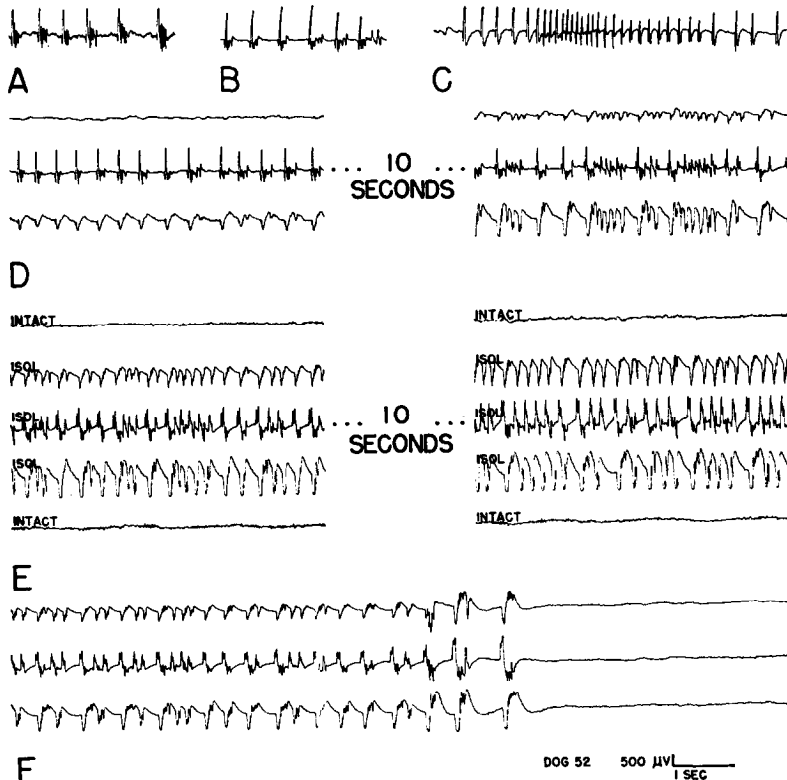 A
B
C
... 10 ...
SECONDS
D
INTACT
INTACT
ISOL
ISOL
ISOL
... 10 ...
SECONDS
ISOL
ISOL
ISOL
INTACT
INTACT
E
F
DOG 52 500 μV
1 SEC